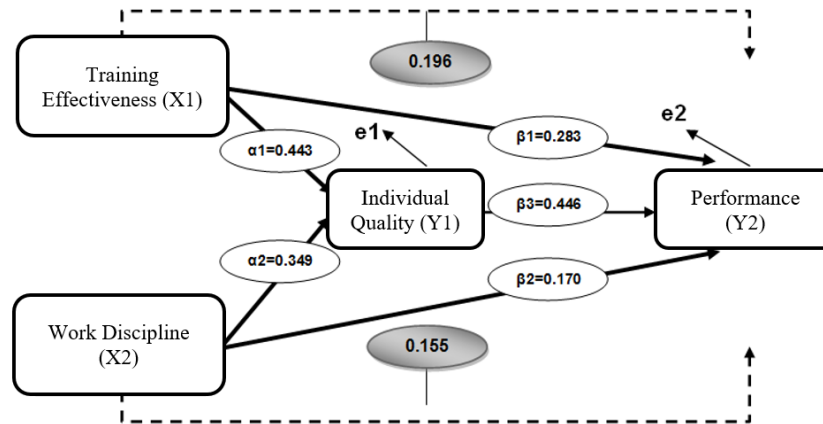 0.196
Training
Effectiveness (X1)
e1
e2
β1=0.283
α1=0.443
Individual
Quality (Y1)
β3=0.446
Performance
(Y2)
α2=0.349
β2=0.170
Work Discipline
(X2)
0.155